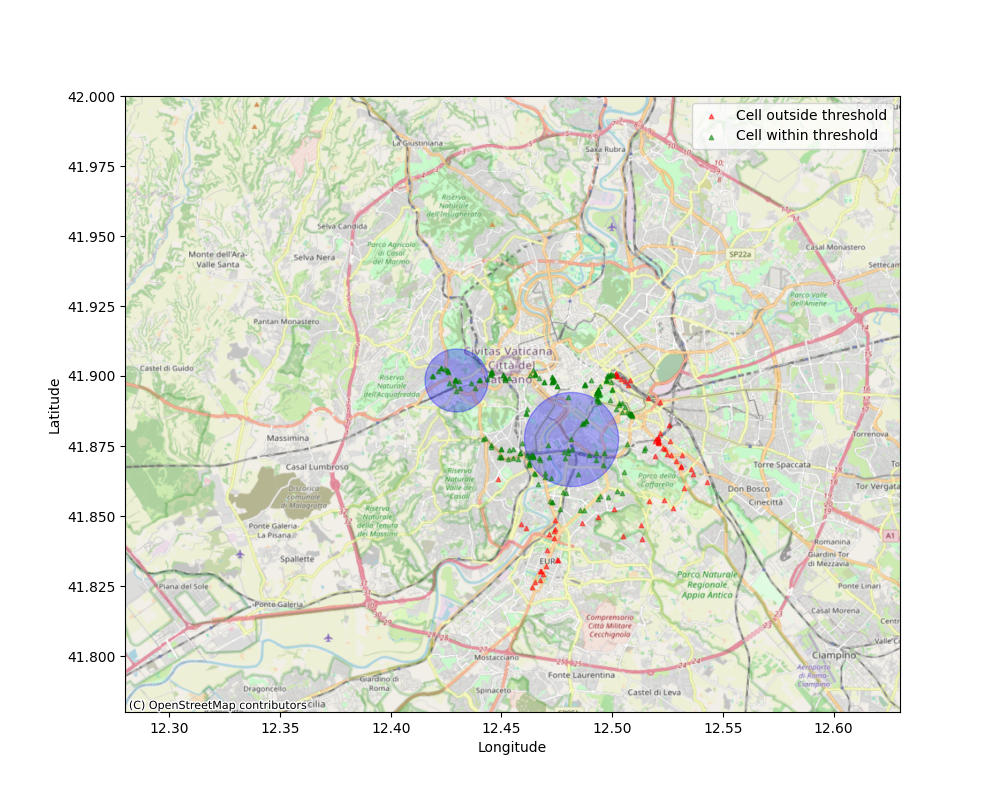 42.000
41.975
41.950
41.925
41.900
41.875
41.850
41.825
41.800
Latitude
Cell outside threshold
Cell within threshold
La Giustiniana
Saxa Rubra
Riserva
Naturale
dell'Insugherata
Selva Candida
Parco Agricolo
di Casal
del Marmo
Monte dell'Ara-
Valle Santa
Selva Nera
Casal Monastero
SP22a
Settecam
Parco Valle
dell'Aniene
Pantan Monastero
Civitas Vaticana
Città del
Vaticano
Castel di Guido
Riserva
Naturale
dell'Acquafredda
Massimina
Casal Lumbroso
Discarica
comunale
di Malagrotta
Riserva
Naturale
di Valle dei
Casali
Riserva
Naturale
della Tenuta
dei Massimi
Parco della
Caffarella
Torrenova
Torre Spaccata
To
Tor Vergata
Don Bosco
Cinecittà
A1
Ponte Galeria-
La Pisana
Spallette
EUR
Romanina
Giardini Tor
di Mezzavia
Piana del Sole
Ponte Galeria
Parco Naturale
Regionale
Appia Antica
Ponte Linari
Casal Morena
Comprensorio
Città Militare
Cecchignola
Centr
Valle C
Mostacciano
Ciampino
Fonte Laurentina
Aeroporto
di Roma-
Ciampino
Giardino di
Roma
Dragoncello
Spinaceto
Castel di Leva
(C) OpenStreetMap contributors
cilia
12.30
12.35
12.40
12.45
12.50
12.55
12.60
Longitude